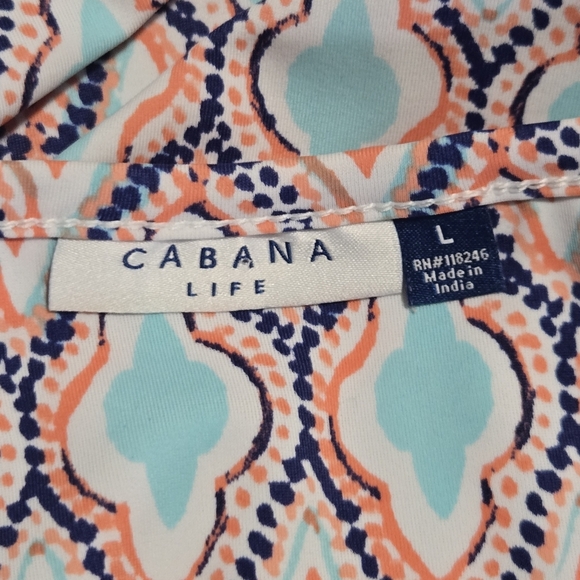 CABANA
LIFE
L
RN#118246
Made in
India